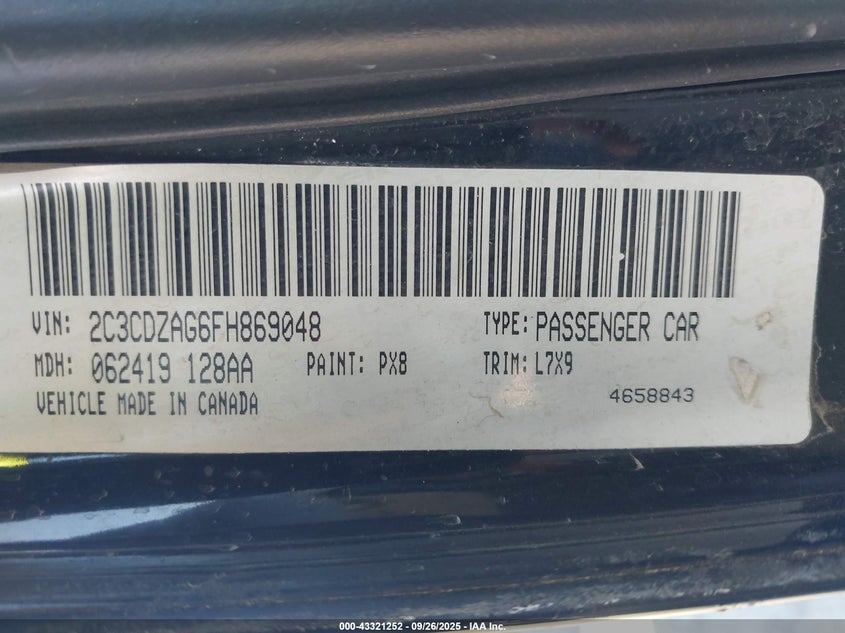 VIN: 2C3CDZAG6FH869048 TYPE: PASSENGER CAR
MDH: 062419 128AA PAINT: PX8 TRIM: L7X9
VEHICLE MADE IN CANADA 4658843
000-43321252 - 09/26/2025 - IAA Inc.